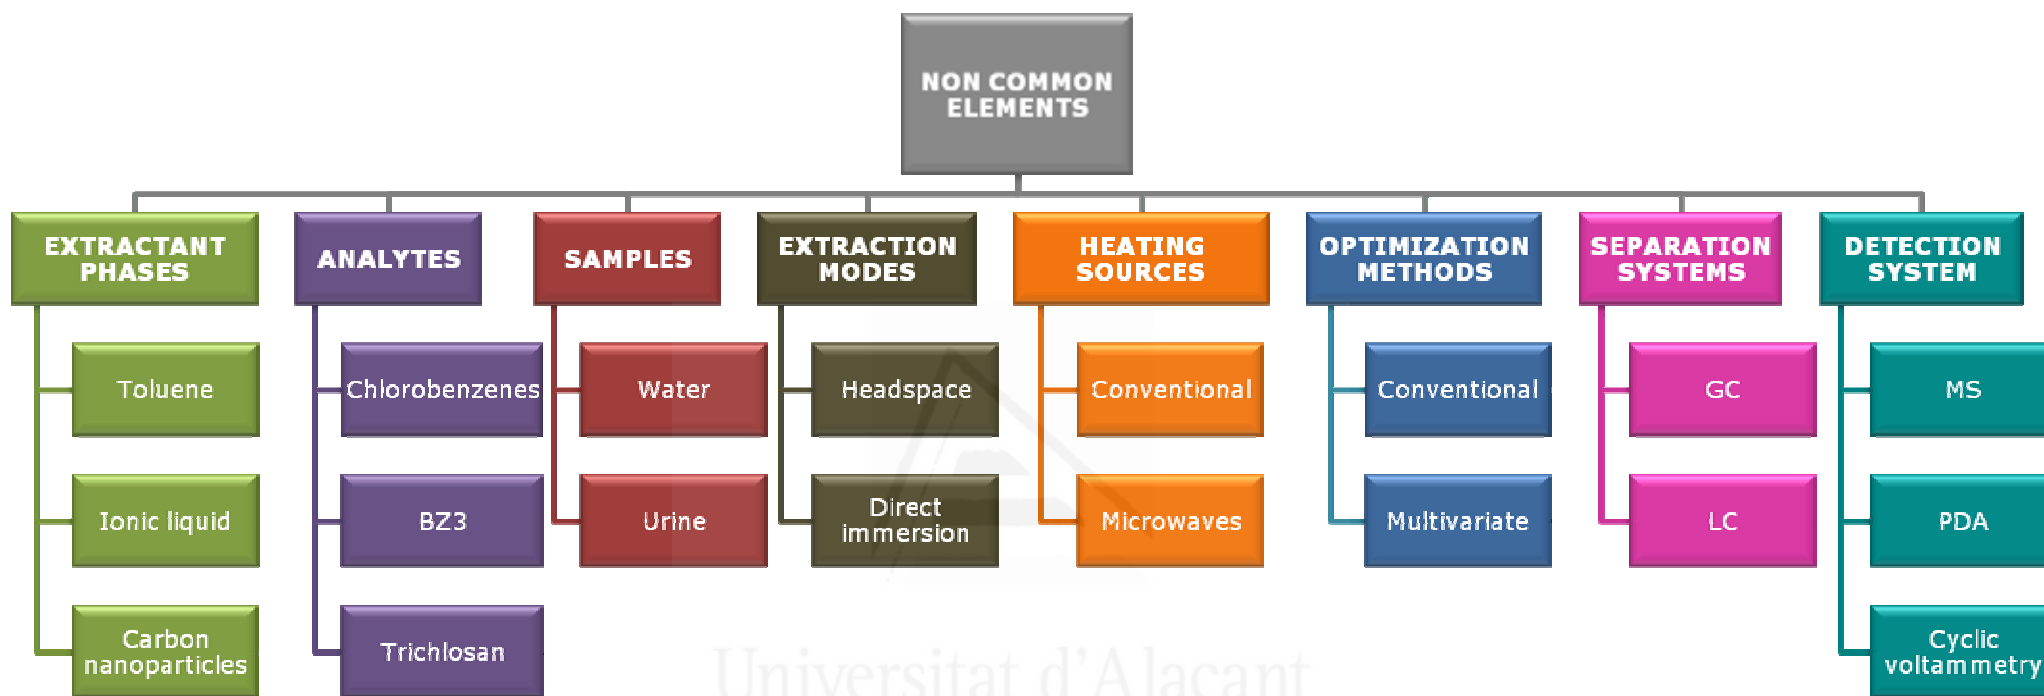 NON COMMON
ELEMENTS
EXTRACTANT
PHASES
ANALYTES
SAMPLES
EXTRACTION
MODES
HEATING
SOURCES
OPTIMIZATION
METHODS
SEPARATION
SYSTEMS
DETECTION
SYSTEM
Toluene
Chlorobenzenes
Water
Headspace
Conventional
Conventional
GC
MS
Ionic liquid
BZ3
Urine
Direct
immersion
Microwaves
Multivariate
LC
PDA
Carbon
nanoparticles
Trichlosan
Cyclic
voltammetry
Universitat d'Alacant